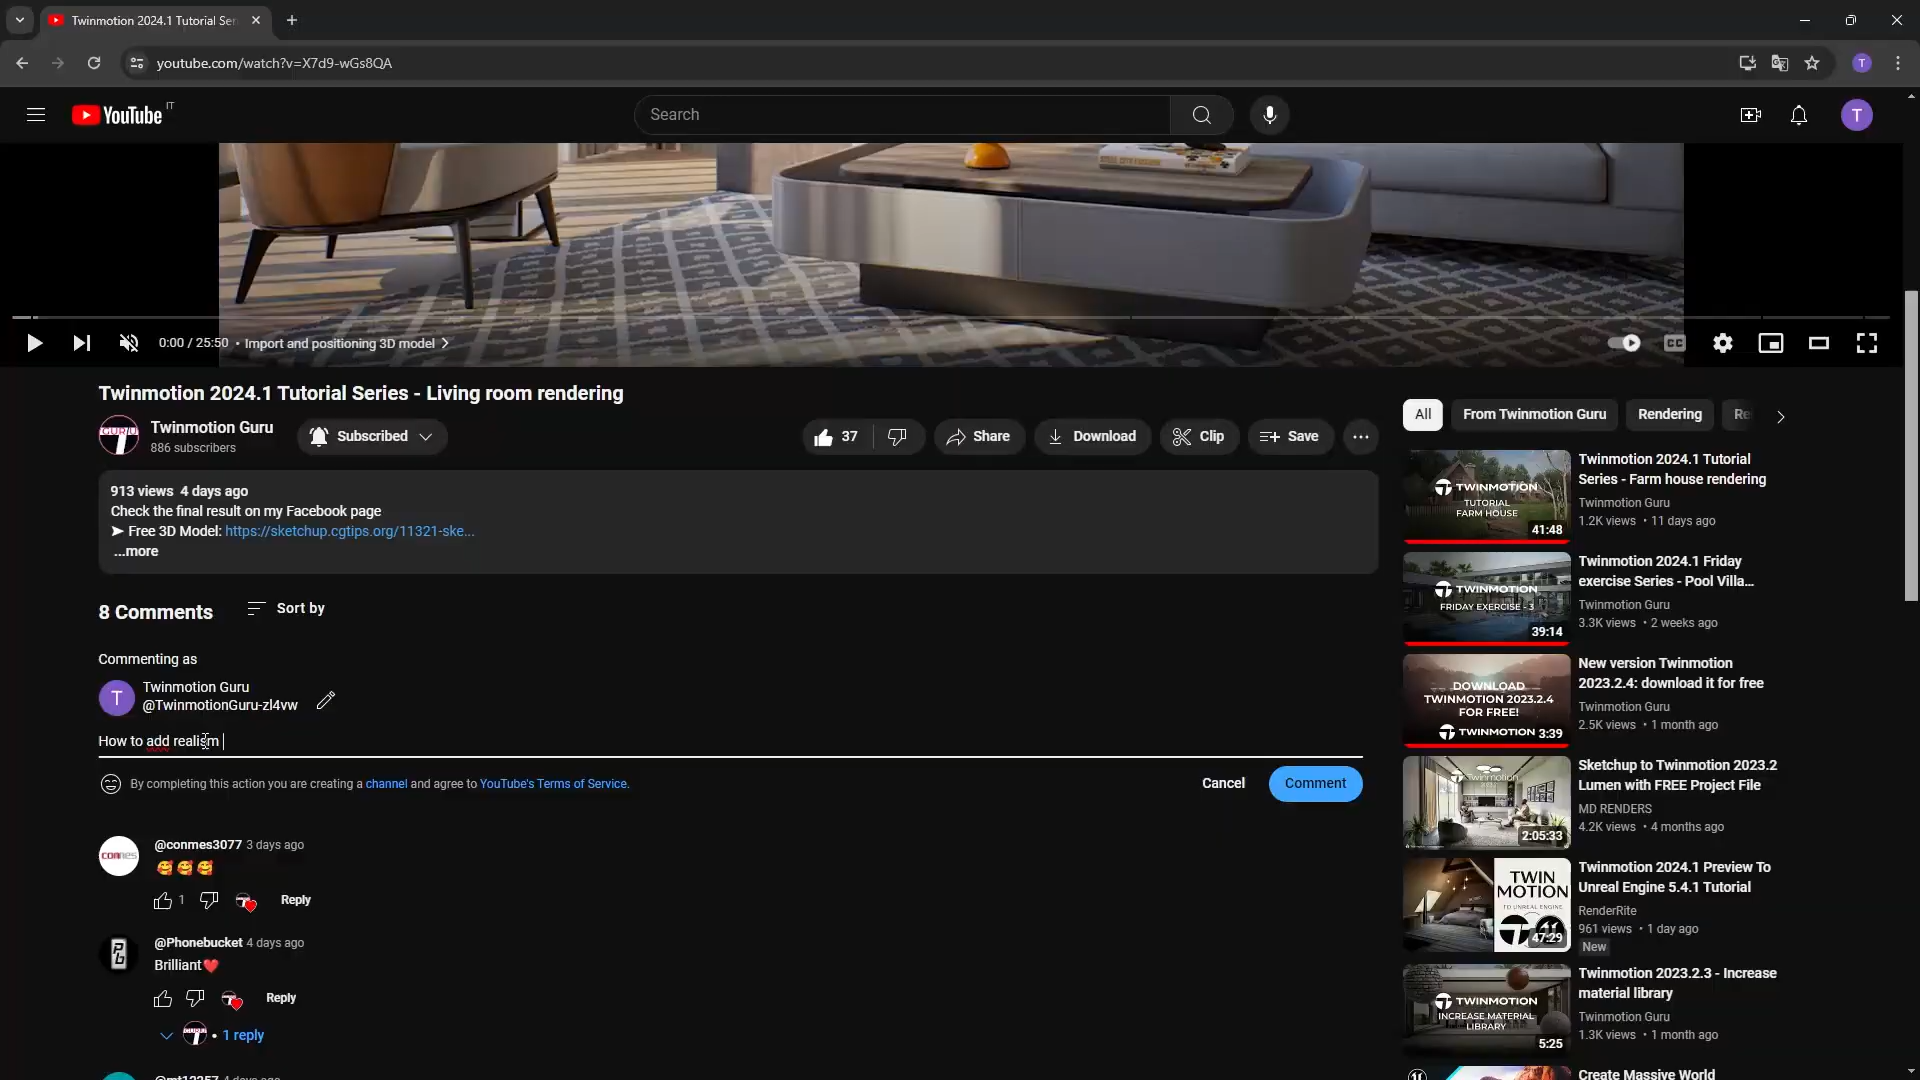 Twinmotion 2024.1 Tutorial Ser
youtube.com/watch?v=X7d9-wGs8QA
T
YouTube IT
Search
T
0:00 / 25:50 • Import and positioning 3D model
CC
Twinmotion 2024.1 Tutorial Series - Living room rendering
GURU
Twinmotion Guru
886 subscribers
Subscribed
37
Share
Download
Clip
Save
913 views 4 days ago
Check the final result on my Facebook page
➤ Free 3D Model: https://sketchup.cgtips.org/11321-ske...
...more
8 Comments
Sort by
Commenting as
T
Twinmotion Guru
@TwinmotionGuru-zl4vw
How to add realism
By completing this action you are creating a channel and agree to YouTube's Terms of Service.
Cancel
Comment
@conmes3077 3 days ago
🥰🥰🥰
1
Reply
@Phonebucket 4 days ago
Brilliant❤️
Reply
• 1 reply
All
From Twinmotion Guru
Rendering
Re
TWINMOTION
TUTORIAL
FARM HOUSE
41:48
Twinmotion 2024.1 Tutorial
Series - Farm house rendering
Twinmotion Guru
1.2K views • 11 days ago
TWINMOTION
FRIDAY EXERCISE - 3
39:14
Twinmotion 2024.1 Friday
exercise Series - Pool Villa...
Twinmotion Guru
3.3K views • 2 weeks ago
DOWNLOAD
TWINMOTION 2023.2.4
FOR FREE!
TWINMOTION
3:39
New version Twinmotion
2023.2.4: download it for free
Twinmotion Guru
2.5K views • 1 month ago
2:05:33
Sketchup to Twinmotion 2023.2
Lumen with FREE Project File
MD RENDERS
4.2K views • 4 months ago
TWIN
MOTION
TO UNREAL ENGINE
47:29
Twinmotion 2024.1 Preview To
Unreal Engine 5.4.1 Tutorial
RenderRite
961 views • 1 day ago
New
TWINMOTION
INCREASE MATERIAL
LIBRARY
5:25
Twinmotion 2023.2.3 - Increase
material library
Twinmotion Guru
1.3K views • 1 month ago
Create Massive World